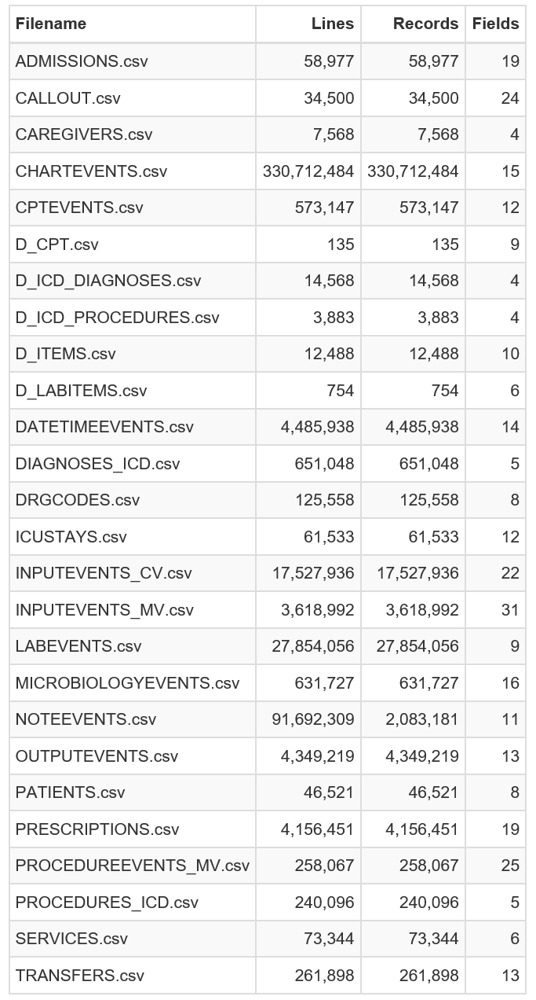 Filename Lines Records Fields
ADMISSIONS.csv 58,977 58,977 19
CALLOUT.csv 34,500 34,500 24
CAREGIVERS.csv 7,568 7,568 4
CHARTEVENTS.csv 330,712,484 330,712,484 15
CPTEVENTS.csv 573,147 573,147 12
D_CPT.csv 135 135 9
D_ICD_DIAGNOSES.csv 14,568 14,568 4
D_ICD_PROCEDURES.csv 3,883 3,883 4
D_ITEMS.csv 12,488 12,488 10
D_LABITEMS.csv 754 754 6
DATETIMEEVENTS.csv 4,485,938 4,485,938 14
DIAGNOSES_ICD.csv 651,048 651,048 5
DRGCODES.csv 125,558 125,558 8
ICUSTAYS.csv 61,533 61,533 12
INPUTEVENTS_CV.csv 17,527,936 17,527,936 22
INPUTEVENTS_MV.csv 3,618,992 3,618,992 31
LABEVENTS.csv 27,854,056 27,854,056 9
MICROBIOLOGYEVENTS.csv 631,727 631,727 16
NOTEEVENTS.csv 91,692,309 2,083,181 11
OUTPUTEVENTS.csv 4,349,219 4,349,219 13
PATIENTS.csv 46,521 46,521 8
PRESCRIPTIONS.csv 4,156,451 4,156,451 19
PROCEDUREEVENTS_MV.csv 258,067 258,067 25
PROCEDURES_ICD.csv 240,096 240,096 5
SERVICES.csv 73,344 73,344 6
TRANSFERS.csv 261,898 261,898 13